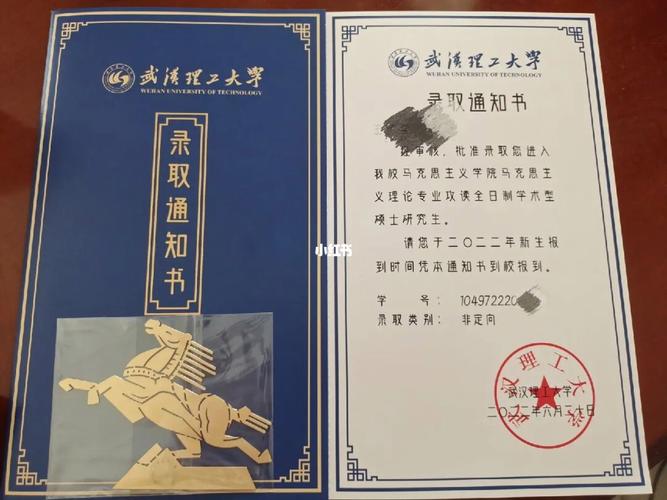 武汉理工大学
WUHAN UNIVERSITY OF TECHNOLOGY
录取通知书
小红书
武汉理工大学
WUHAN UNIVERSITY OF TECHNOLOGY
录取通知书
经审核，批准录取您进入
我校马克思主义学院马克思主
义理论专业攻读全日制学术型
硕士研究生。
请您于二〇二二年新生报
到时间凭本通知书到校报到。
学 号： 104972220
录取类别： 非定向
武汉理工大学
武汉理工大学
二〇二二年六月二十日